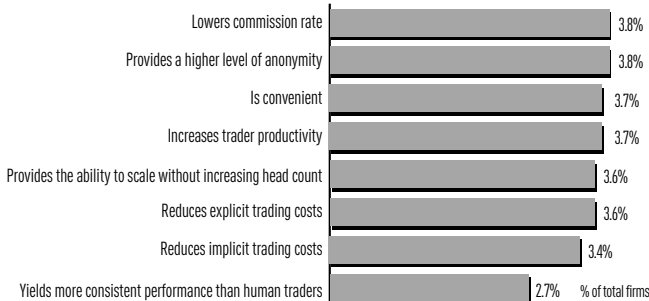 Lowers commission rate 3.8%
Provides a higher level of anonymity 3.8%
Is convenient 3.7%
Increases trader productivity 3.7%
Provides the ability to scale without increasing head count 3.6%
Reduces explicit trading costs 3.6%
Reduces implicit trading costs 3.4%
Yields more consistent performance than human traders 2.7% % of total firms